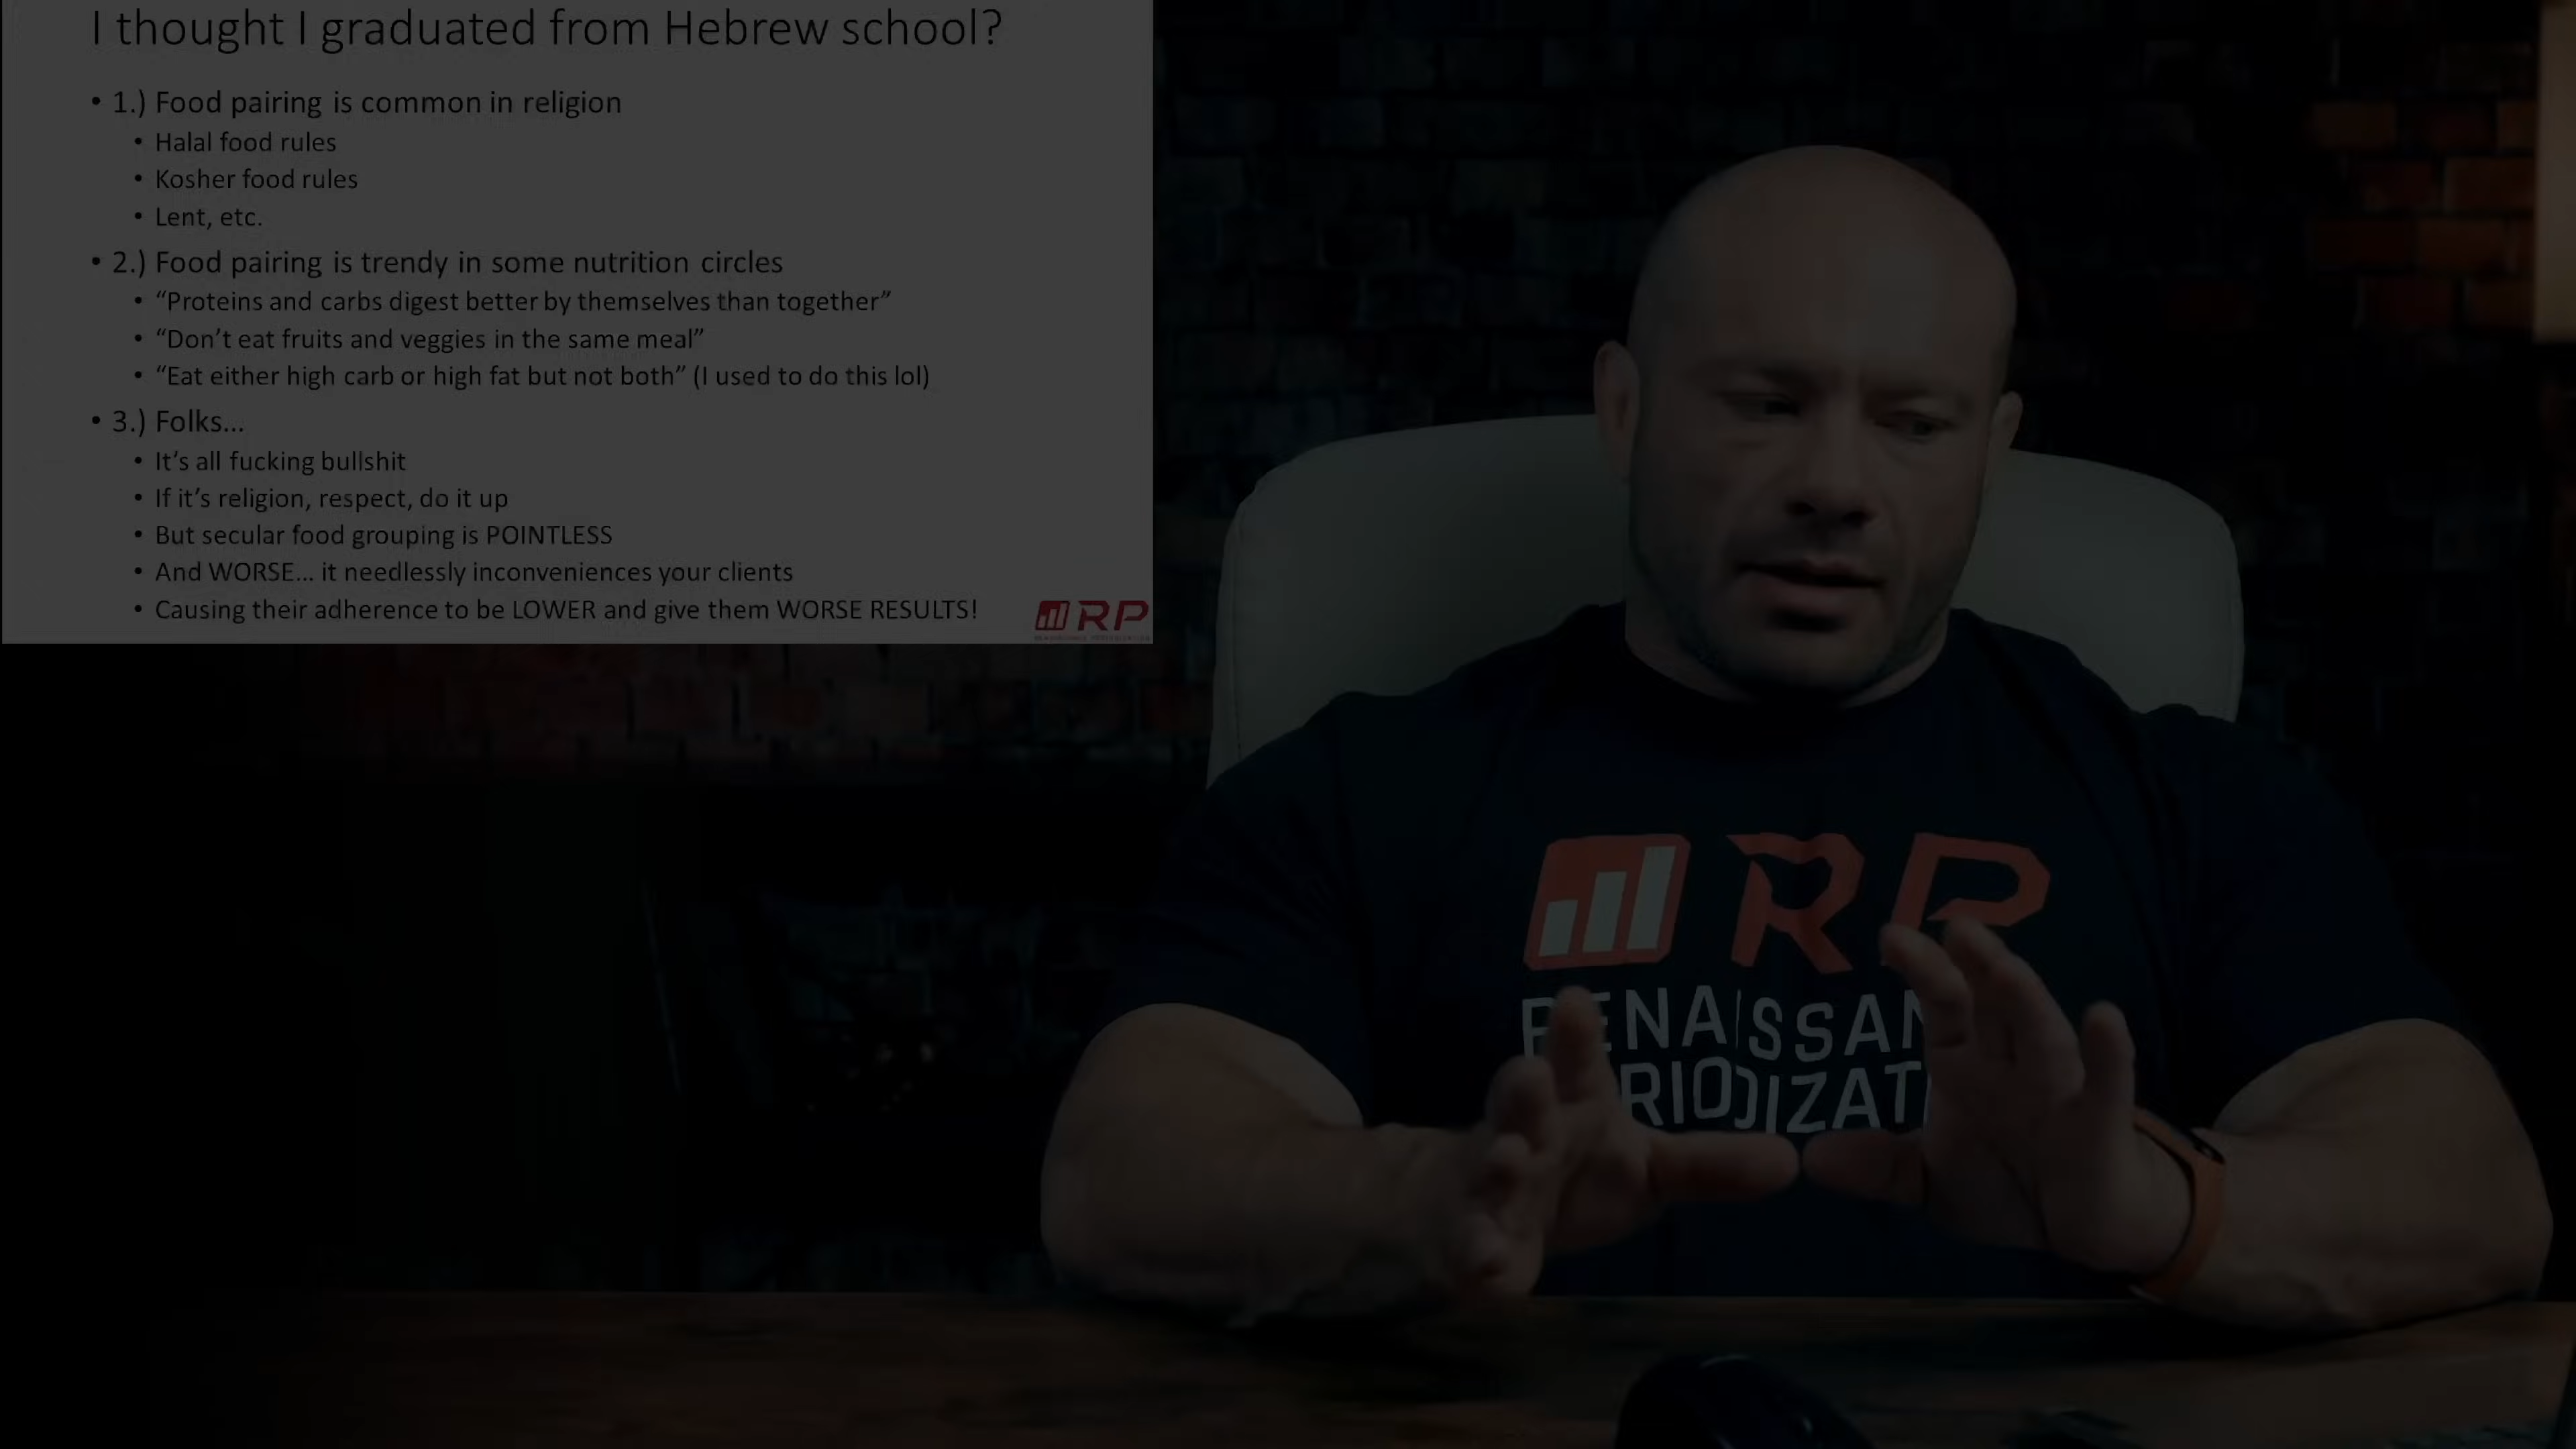 I thought I graduated from Hebrew school?
• 1.) Food pairing is common in religion
• Halal food rules
• Kosher food rules
• Lent, etc.
• 2.) Food pairing is trendy in some nutrition circles
• “Proteins and carbs digest better by themselves than together”
• “Don’t eat fruits and veggies in the same meal”
• “Eat either high carb or high fat but not both” (I used to do this lol)
• 3.) Folks…
• It’s all fucking bullshit
• If it’s religion, respect, do it up
• But secular food grouping is POINTLESS
• And WORSE… it needlessly inconveniences your clients
• Causing their adherence to be LOWER and give them WORSE RESULTS!
RP
RP
RENAISSAN
RIODIZAT